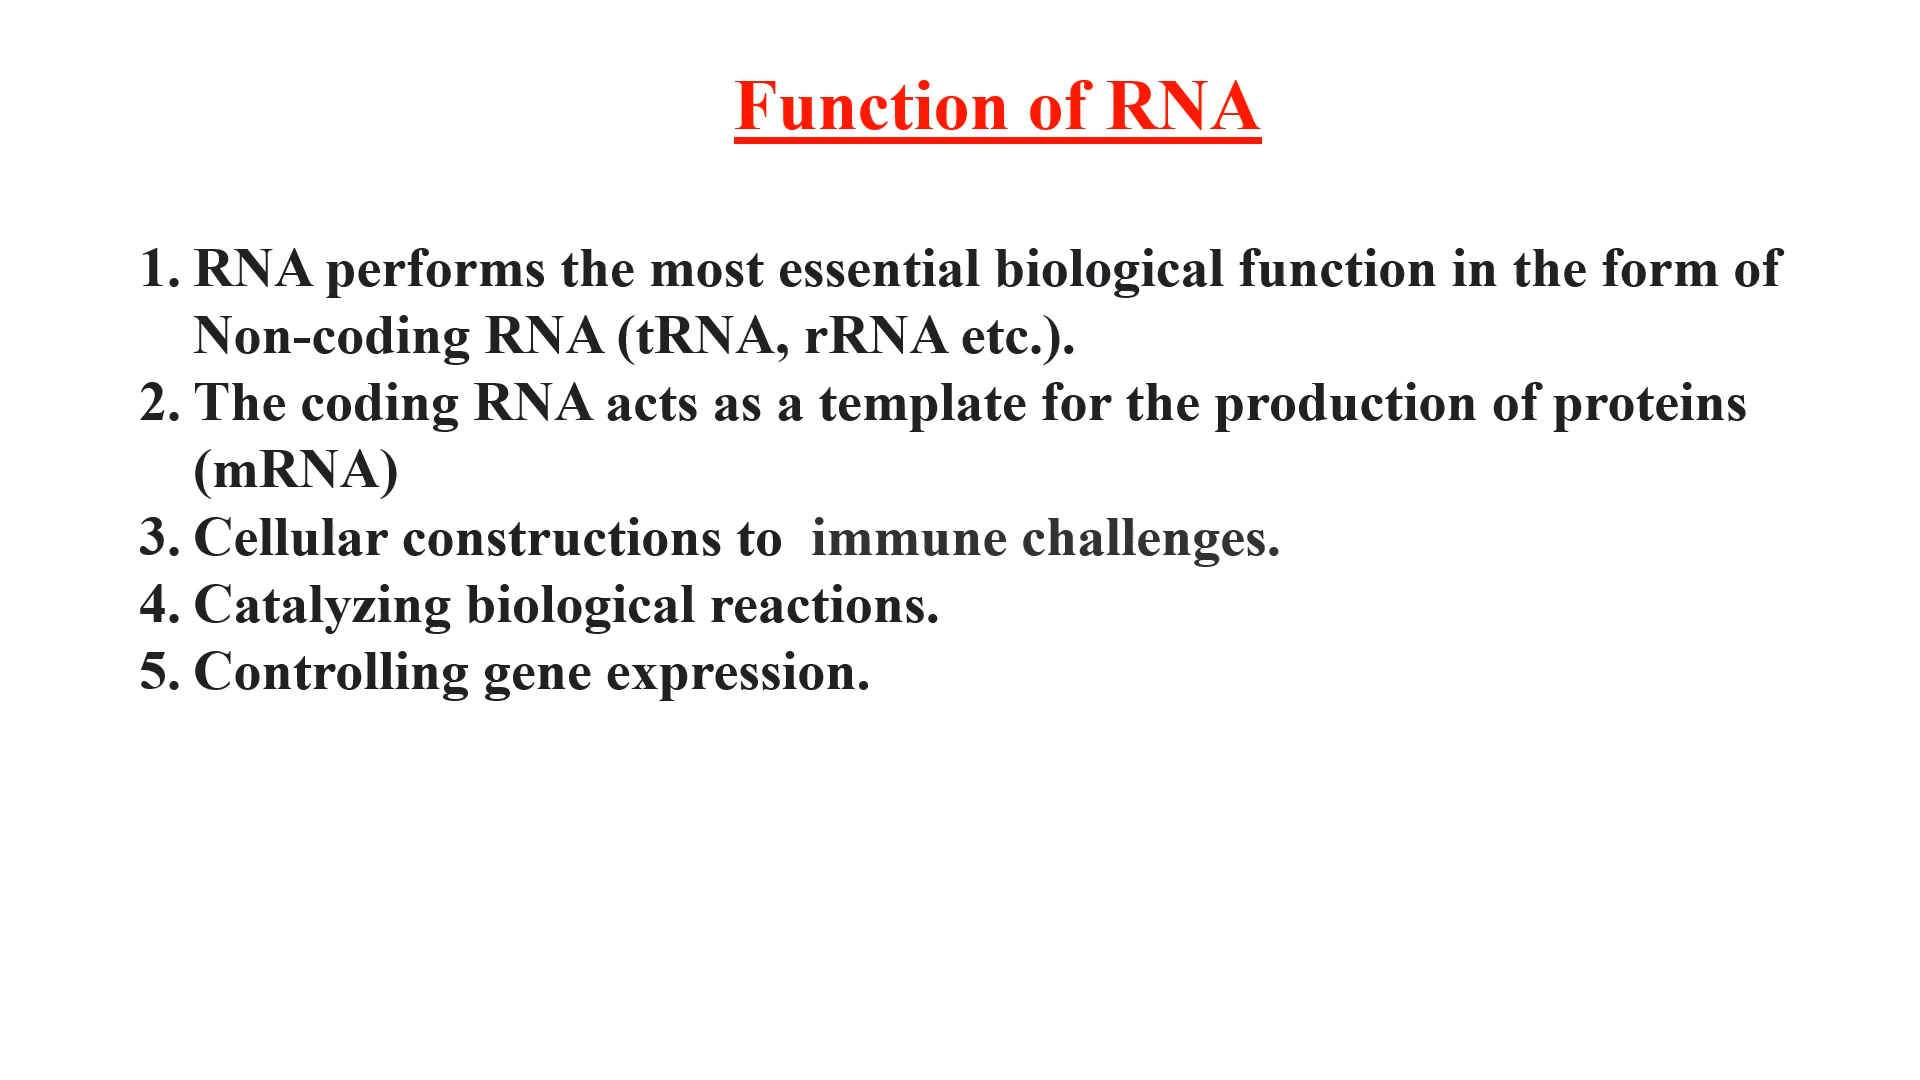 Function of RNA
1. RNA performs the most essential biological function in the form of
Non-coding RNA (tRNA, rRNA etc.).
2. The coding RNA acts as a template for the production of proteins
(mRNA)
3. Cellular constructions to  immune challenges.
4. Catalyzing biological reactions.
5. Controlling gene expression.